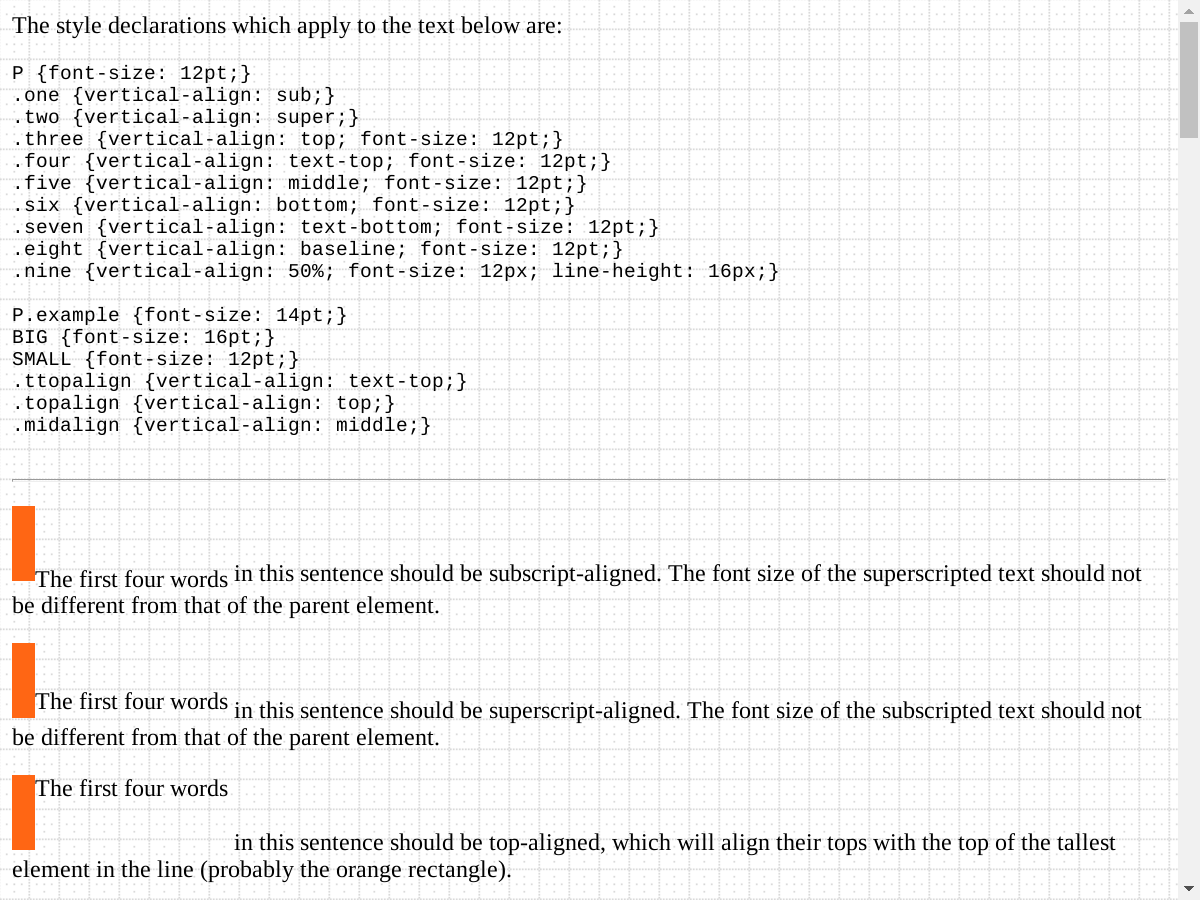 The style declarations which apply to the text below are:
P {font-size: 12pt;}
.one {vertical-align: sub;}
.two {vertical-align: super;}
.three {vertical-align: top; font-size: 12pt;}
.four {vertical-align: text-top; font-size: 12pt;}
.five {vertical-align: middle; font-size: 12pt;}
.six {vertical-align: bottom; font-size: 12pt;}
.seven {vertical-align: text-bottom; font-size: 12pt;}
.eight {vertical-align: baseline; font-size: 12pt;}
.nine {vertical-align: 50%; font-size: 12px; line-height: 16px;}
P.example {font-size: 14pt;}
BIG {font-size: 16pt;}
SMALL {font-size: 12pt;}
.ttopalign {vertical-align: text-top;}
.topalign {vertical-align: top;}
.midalign {vertical-align: middle;}
The first four words in this sentence should be subscript-aligned. The font size of the superscripted text should not
be different from that of the parent element.
The first four words in this sentence should be superscript-aligned. The font size of the subscripted text should not
be different from that of the parent element.
The first four words in this sentence should be top-aligned, which will align their tops with the top of the tallest
element in the line (probably the orange rectangle).